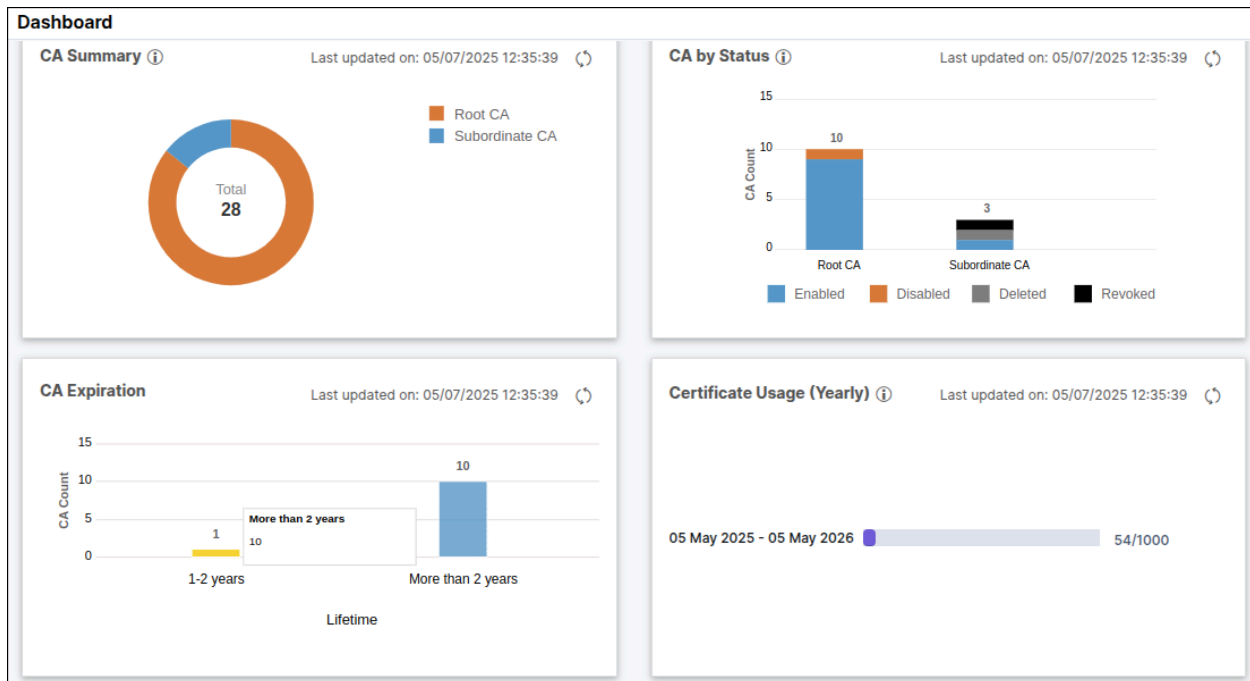 Dashboard
CA Summary
Last updated on: 05/07/2025 12:35:39
Root CA
Subordinate CA
Total
28
CA by Status
Last updated on: 05/07/2025 12:35:39
CA Count
15
10
5
0
10
3
Root CA
Subordinate CA
Enabled
Disabled
Deleted
Revoked
CA Expiration
Last updated on: 05/07/2025 12:35:39
CA Count
15
10
5
0
1
10
More than 2 years
10
1-2 years
More than 2 years
Lifetime
Certificate Usage (Yearly)
Last updated on: 05/07/2025 12:35:39
05 May 2025 - 05 May 2026
54/1000